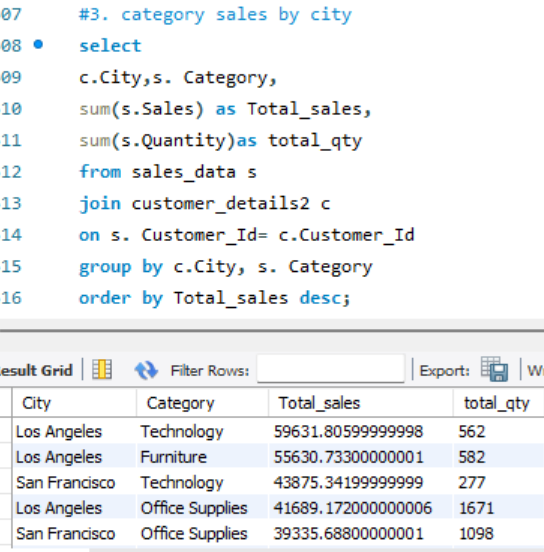 07 #3. category sales by city
08 select
09 c.City,s. Category,
10 sum(s.Sales) as Total_sales,
11 sum(s.Quantity)as total_qty
12 from sales_data s
13 join customer_details2 c
14 on s. Customer_Id= c.Customer_Id
15 group by c.City, s. Category
16 order by Total_sales desc;
esult Grid Filter Rows: Export:
City Category Total_sales total_qty
Los Angeles Technology 59631.80599999998 562
Los Angeles Furniture 55630.73300000001 582
San Francisco Technology 43875.34199999999 277
Los Angeles Office Supplies 41689.172000000006 1671
San Francisco Office Supplies 39335.68800000001 1098